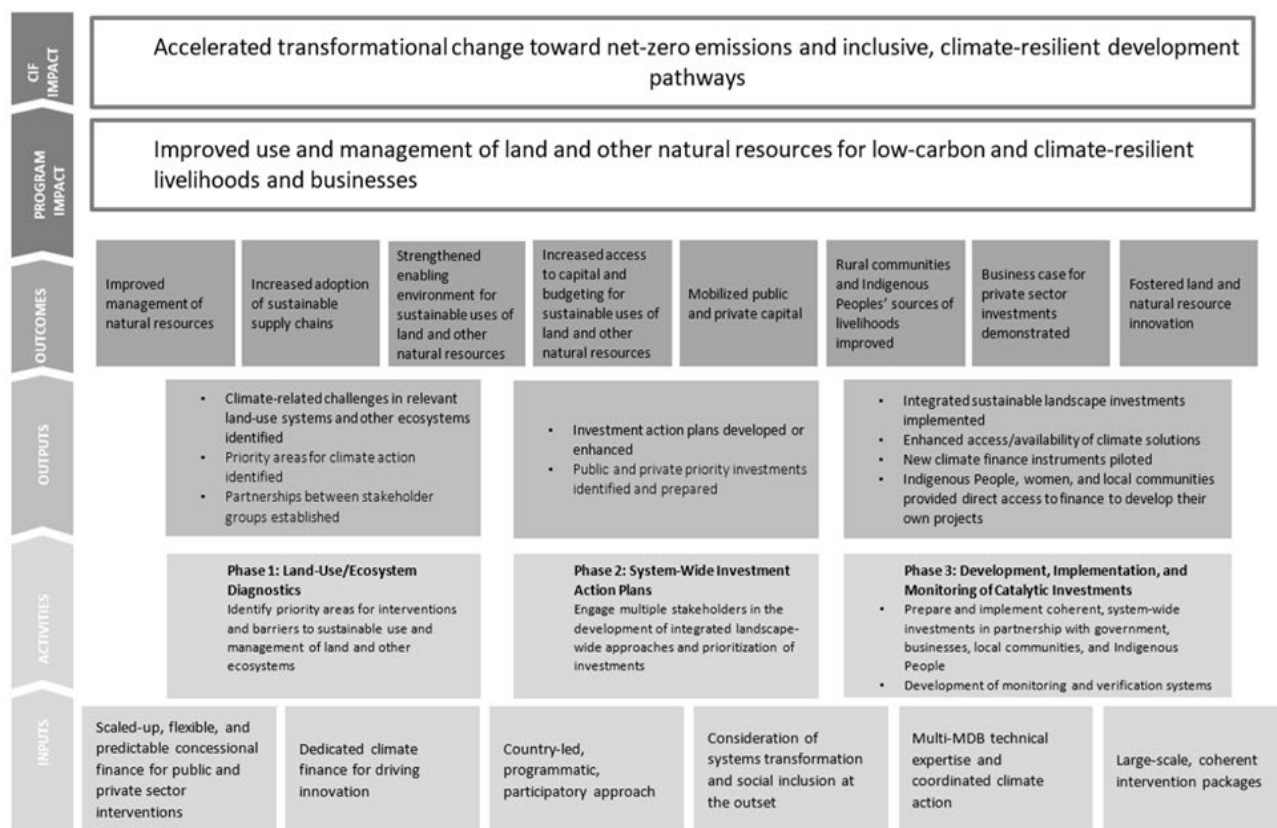 CIF
IMPACT
Accelerated transformational change toward net-zero emissions and inclusive, climate-resilient development
pathways
PROGRAM
IMPACT
Improved use and management of land and other natural resources for low-carbon and climate-resilient
livelihoods and businesses
OUTCOMES
Improved
management of
natural resources
Increased adoption
of sustainable
supply chains
Strengthened
enabling
environment for
sustainable uses of
land and other
natural resources
Increased access
to capital and
budgeting for
sustainable uses of
land and other
natural resources
Mobilized public
and private capital
Rural communities
and Indigenous
Peoples' sources of
livelihoods
improved
Business case for
private sector
investments
demonstrated
Fostered land and
natural resource
innovation
OUTPUTS
• Climate-related challenges in relevant
land-use systems and other ecosystems
identified
• Priority areas for climate action
identified
• Partnerships between stakeholder
groups established
• Investment action plans developed or
enhanced
• Public and private priority investments
identified and prepared
• Integrated sustainable landscape investments
implemented
• Enhanced access/availability of climate solutions
• New climate finance instruments piloted
• Indigenous People, women, and local communities
provided direct access to finance to develop their
own projects
ACTIVITIES
Phase 1: Land-Use/Ecosystem
Diagnostics
Identify priority areas for interventions
and barriers to sustainable use and
management of land and other
ecosystems
Phase 2: System-Wide Investment
Action Plans
Engage multiple stakeholders in the
development of integrated landscape-
wide approaches and prioritization of
investments
Phase 3: Development, Implementation, and
Monitoring of Catalytic Investments
• Prepare and implement coherent, system-wide
investments in partnership with government,
businesses, local communities, and Indigenous
People
• Development of monitoring and verification systems
INPUTS
Scaled-up, flexible, and
predictable concessional
finance for public and
private sector
interventions
Dedicated climate
finance for driving
innovation
Country-led,
programmatic,
participatory approach
Consideration of
systems transformation
and social inclusion at
the outset
Multi-MDB technical
expertise and
coordinated climate
action
Large-scale, coherent
intervention packages